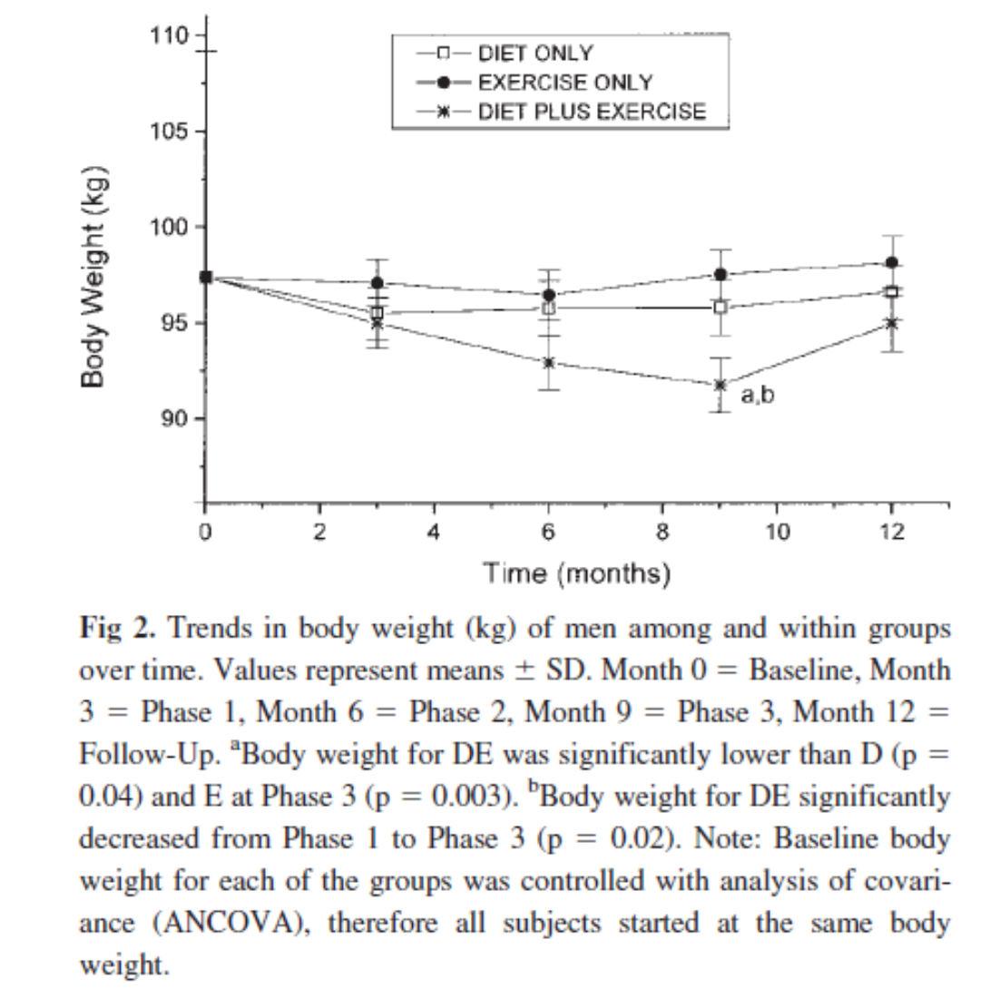 110
105
100
95
90
Body Weight (kg)
DIET ONLY
EXERCISE ONLY
DIET PLUS EXERCISE
a,b
0 2 4 6 8 10 12
Time (months)
Fig 2. Trends in body weight (kg) of men among and within groups
over time. Values represent means ± SD. Month 0 = Baseline, Month
3 = Phase 1, Month 6 = Phase 2, Month 9 = Phase 3, Month 12 =
Follow-Up. ᵃBody weight for DE was significantly lower than D (p =
0.04) and E at Phase 3 (p = 0.003). ᵇBody weight for DE significantly
decreased from Phase 1 to Phase 3 (p = 0.02). Note: Baseline body
weight for each of the groups was controlled with analysis of covari-
ance (ANCOVA), therefore all subjects started at the same body
weight.